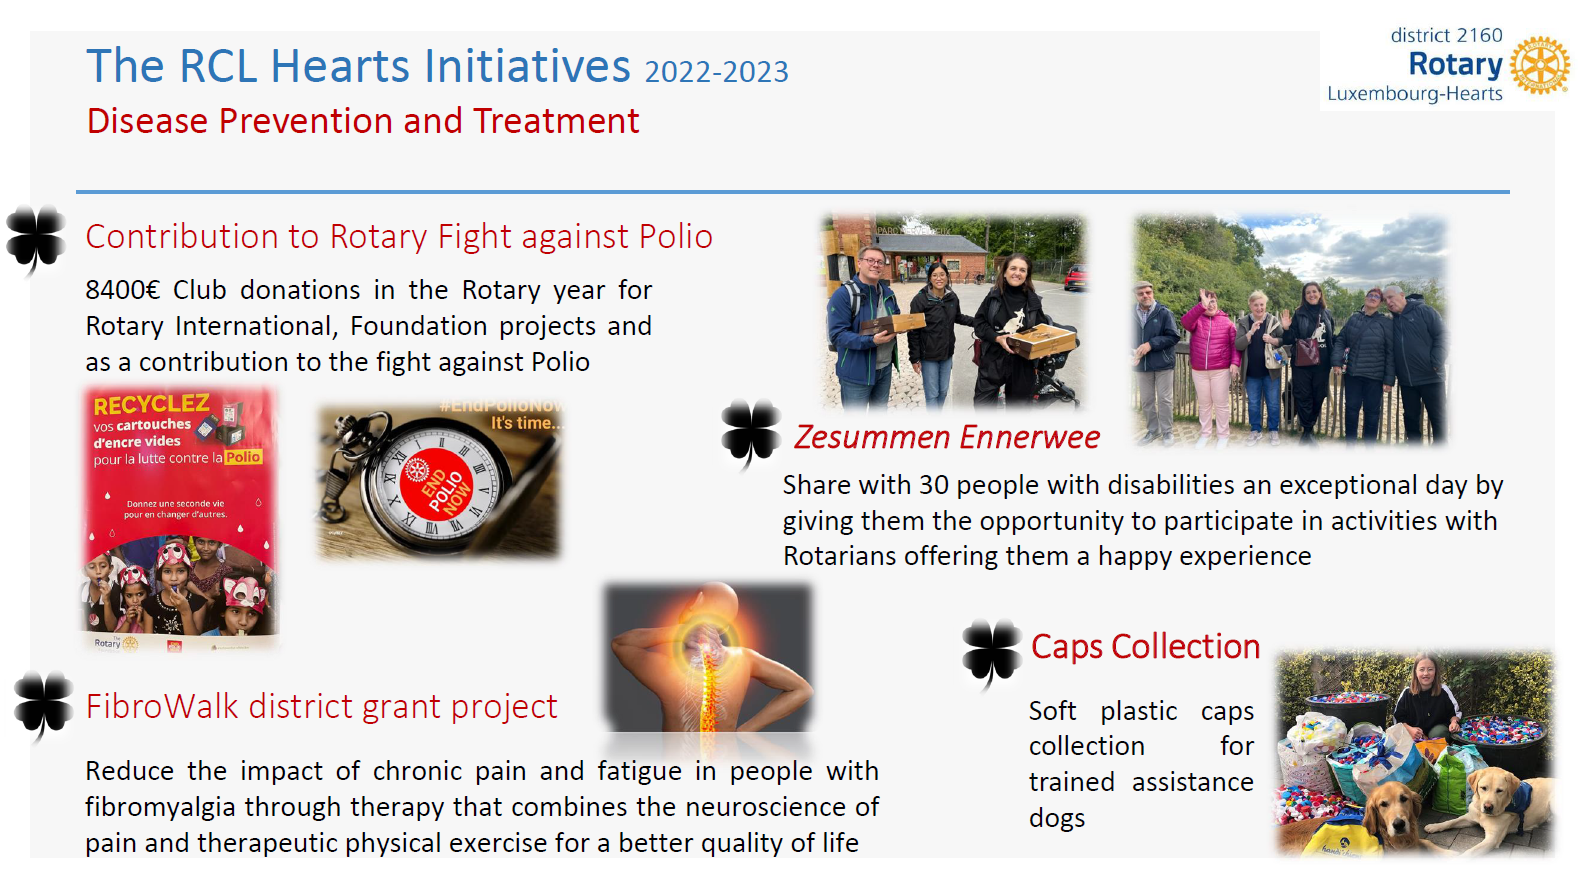 The RCL Hearts Initiatives 2022-2023
Disease Prevention and Treatment
district 2160
Rotary
Luxembourg-Hearts
Contribution to Rotary Fight against Polio
8400€ Club donations in the Rotary year for
Rotary International, Foundation projects and
as a contribution to the fight against Polio
RECYCLEZ
vos cartouches
d'encre vides
pour la lutte contre la Polio
Donnez une seconde vie
pour en changer d'autres.
Rotary
#EndPolioNow
It's time...
END
POLIO
NOW
Zesummen Ennerwee
Share with 30 people with disabilities an exceptional day by
giving them the opportunity to participate in activities with
Rotarians offering them a happy experience
FibroWalk district grant project
Reduce the impact of chronic pain and fatigue in people with
fibromyalgia through therapy that combines the neuroscience of
pain and therapeutic physical exercise for a better quality of life
Caps Collection
Soft plastic caps
collection for
trained assistance
dogs